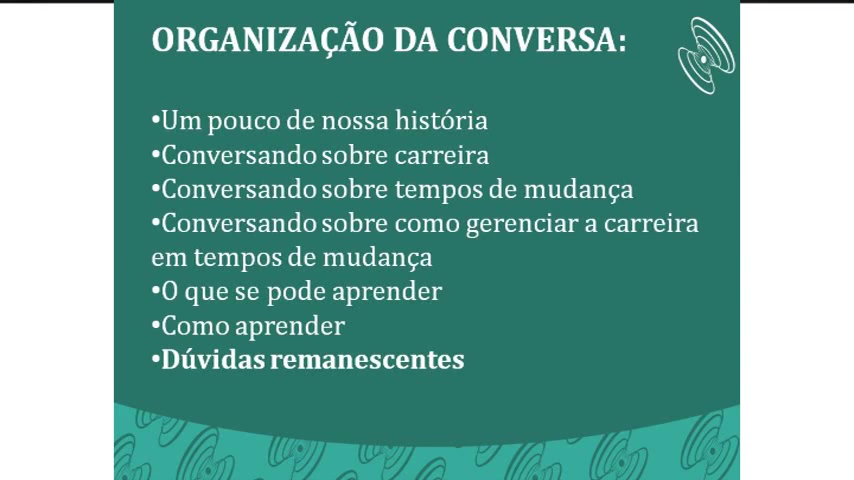 ORGANIZAÇÃO DA CONVERSA:
•Um pouco de nossa história
•Conversando sobre carreira
•Conversando sobre tempos de mudança
•Conversando sobre como gerenciar a carreira
em tempos de mudança
•O que se pode aprender
•Como aprender
•Dúvidas remanescentes